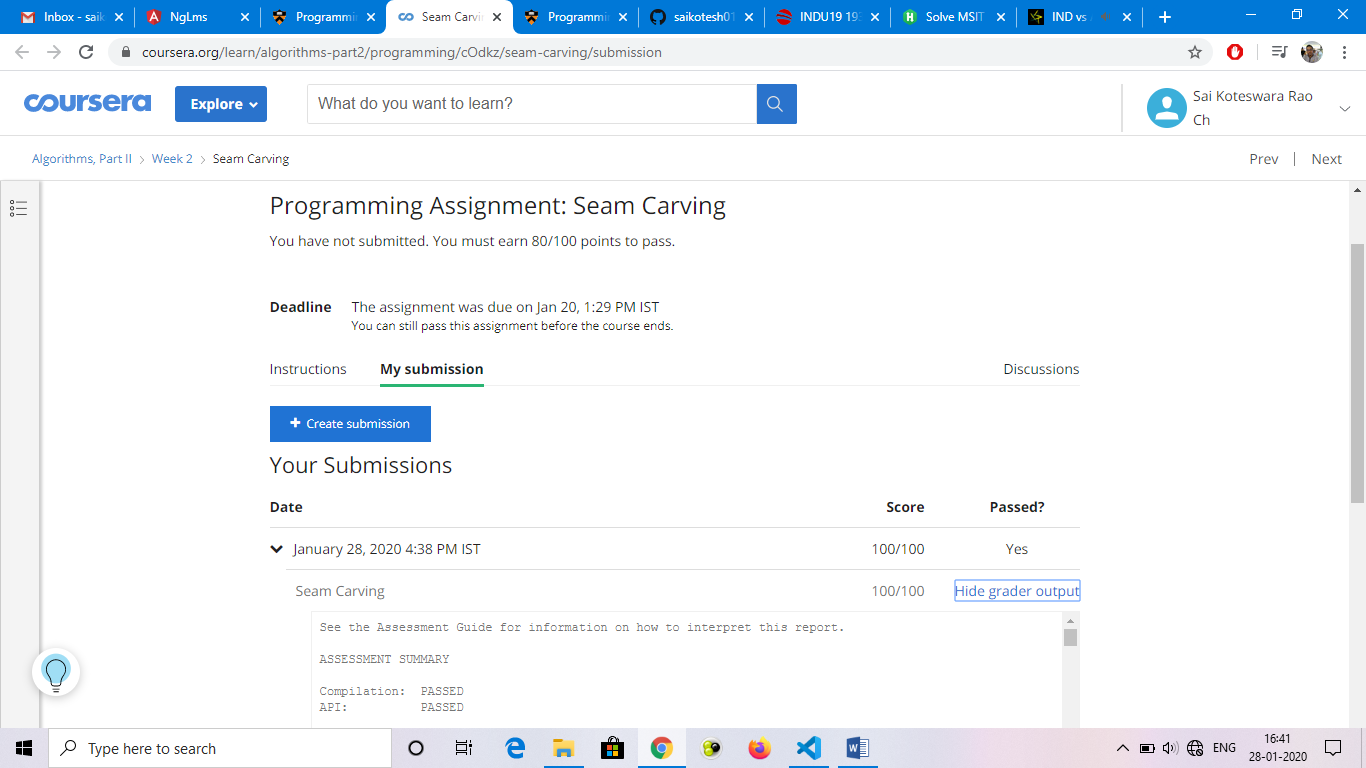 Inbox - saik
NgLms
Programmin
Seam Carvin
Programmin
saikotesh01
INDU19 193
Solve MSIT
IND vs
coursera.org/learn/algorithms-part2/programming/cOdkz/seam-carving/submission
coursera
Explore
What do you want to learn?
Sai Koteswara Rao
Ch
Algorithms, Part II > Week 2 > Seam Carving
Prev | Next
Programming Assignment: Seam Carving
You have not submitted. You must earn 80/100 points to pass.
Deadline The assignment was due on Jan 20, 1:29 PM IST
You can still pass this assignment before the course ends.
Instructions My submission Discussions
+ Create submission
Your Submissions
Date Score Passed?
January 28, 2020 4:38 PM IST 100/100 Yes
Seam Carving 100/100 Hide grader output
See the Assessment Guide for information on how to interpret this report.
ASSESSMENT SUMMARY
Compilation: PASSED
API: PASSED
Type here to search
ENG
16:41
28-01-2020